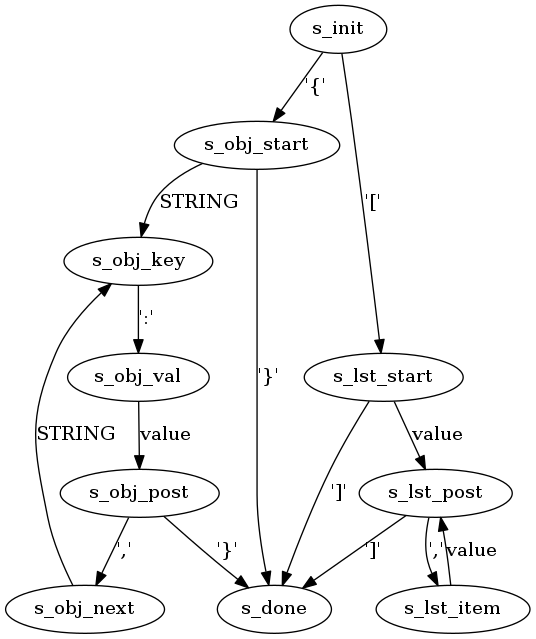 s_init
'{'
s_obj_start
STRING
'['
s_obj_key
':'
s_obj_val
'}'
s_lst_start
STRING
value
value
s_obj_post
']'
s_lst_post
','
'}'
']'
','
value
s_obj_next
s_done
s_lst_item